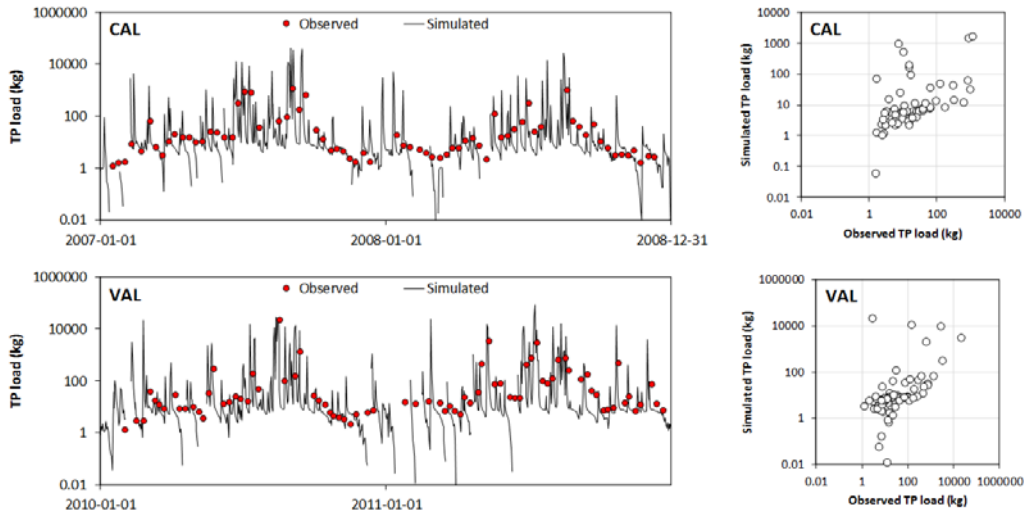 CAL
Observed
Simulated
1000000
10000
100
1
0.01
TP load (kg)
2007-01-01
2008-01-01
2008-12-31
CAL
10000
1000
100
10
1
0.1
0.01
Simulated TP load (kg)
0.01
1
100
10000
Observed TP load (kg)
VAL
Observed
Simulated
1000000
10000
100
1
0.01
TP load (kg)
2010-01-01
2011-01-01
VAL
1000000
10000
100
1
0.01
Simulated TP load (kg)
0.01
1
100
10000
1000000
Observed TP load (kg)